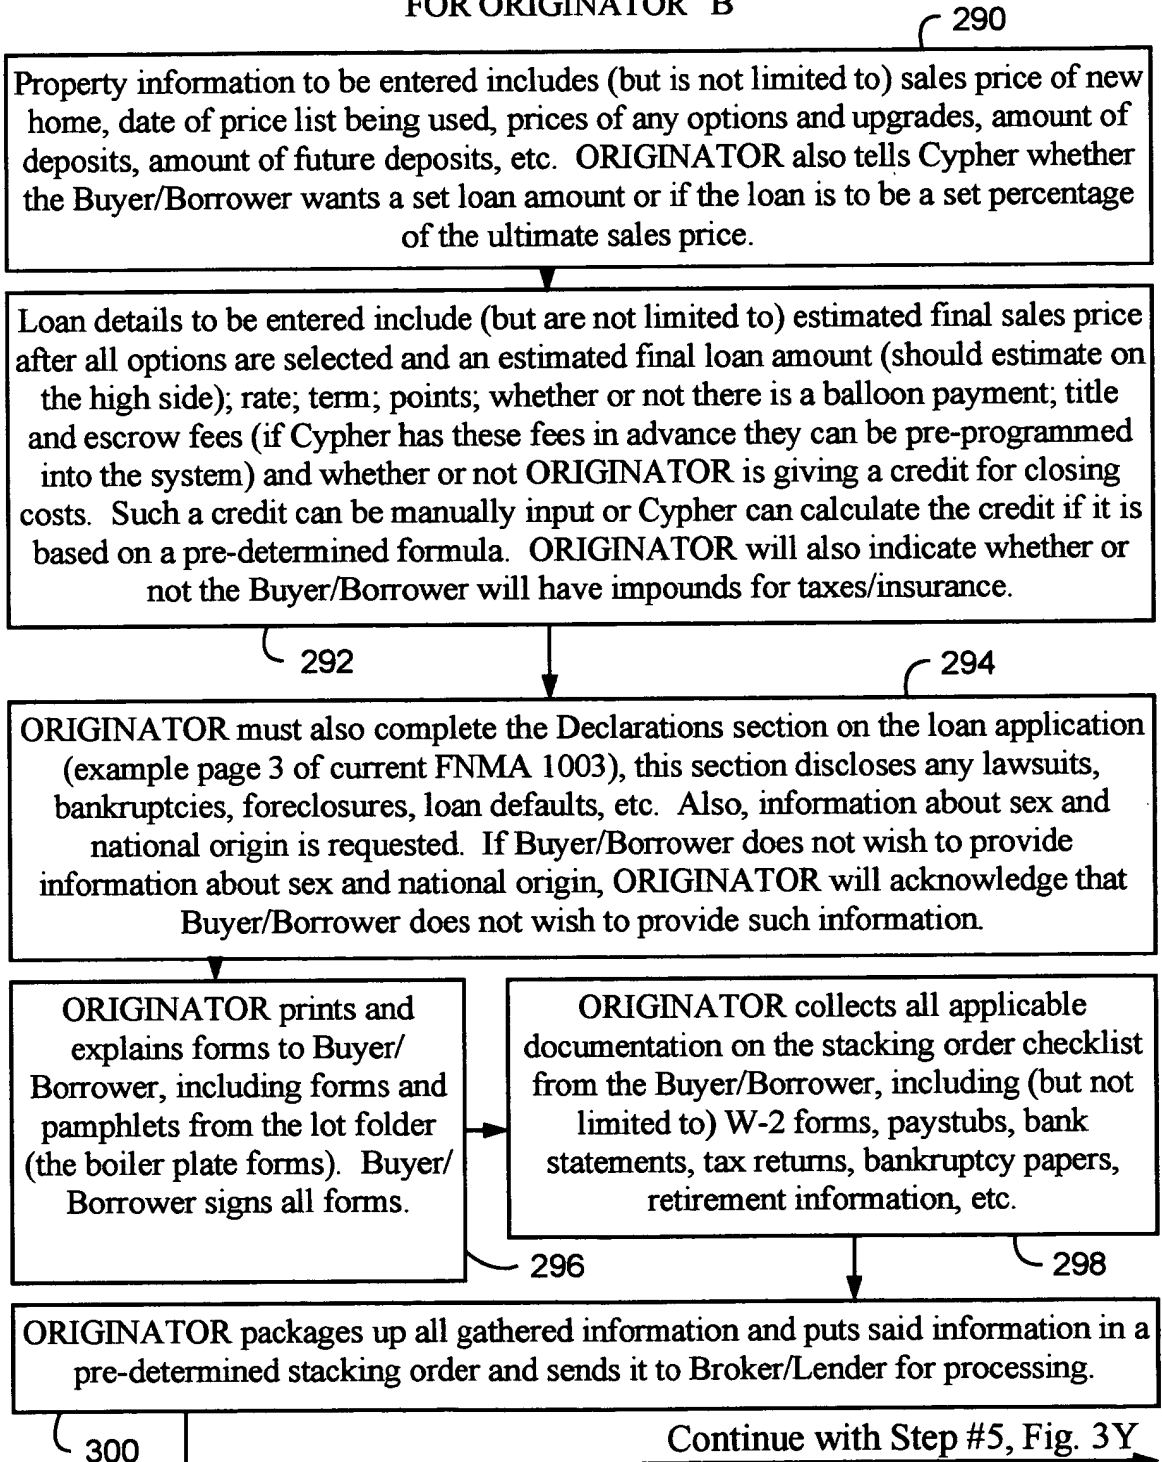 FOR ORIGINATOR "B"
290
Property information to be entered includes (but is not limited to) sales price of new
home, date of price list being used, prices of any options and upgrades, amount of
deposits, amount of future deposits, etc. ORIGINATOR also tells Cypher whether
the Buyer/Borrower wants a set loan amount or if the loan is to be a set percentage
of the ultimate sales price.
Loan details to be entered include (but are not limited to) estimated final sales price
after all options are selected and an estimated final loan amount (should estimate on
the high side); rate; term; points; whether or not there is a balloon payment; title
and escrow fees (if Cypher has these fees in advance they can be pre-programmed
into the system) and whether or not ORIGINATOR is giving a credit for closing
costs. Such a credit can be manually input or Cypher can calculate the credit if it is
based on a pre-determined formula. ORIGINATOR will also indicate whether or
not the Buyer/Borrower will have impounds for taxes/insurance.
292
294
ORIGINATOR must also complete the Declarations section on the loan application
(example page 3 of current FNMA 1003), this section discloses any lawsuits,
bankruptcies, foreclosures, loan defaults, etc. Also, information about sex and
national origin is requested. If Buyer/Borrower does not wish to provide
information about sex and national origin, ORIGINATOR will acknowledge that
Buyer/Borrower does not wish to provide such information.
ORIGINATOR prints and
explains forms to Buyer/
Borrower, including forms and
pamphlets from the lot folder
(the boiler plate forms). Buyer/
Borrower signs all forms.
296
ORIGINATOR collects all applicable
documentation on the stacking order checklist
from the Buyer/Borrower, including (but not
limited to) W-2 forms, paystubs, bank
statements, tax returns, bankruptcy papers,
retirement information, etc.
298
ORIGINATOR packages up all gathered information and puts said information in a
pre-determined stacking order and sends it to Broker/Lender for processing.
300
Continue with Step #5, Fig. 3Y